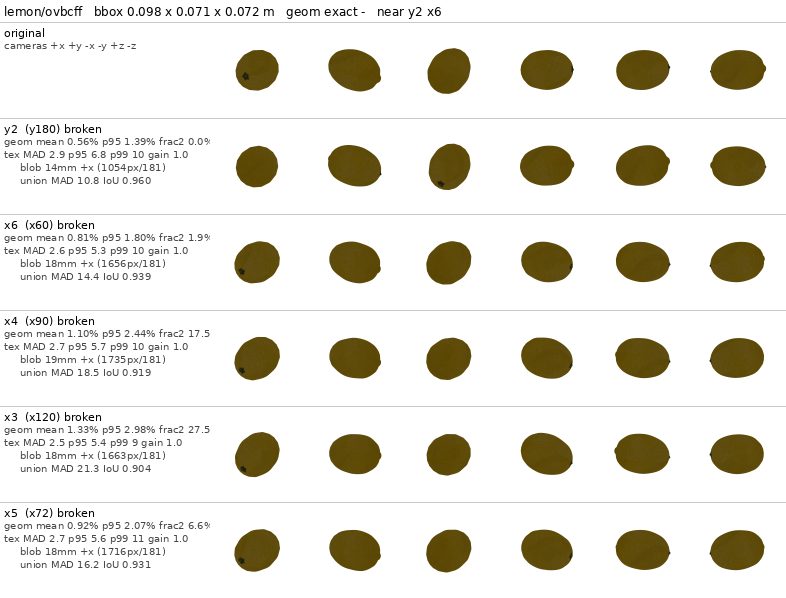 lemon/ovbcff   bbox 0.098 x 0.071 x 0.072 m   geom exact -   near y2 x6
original
cameras +x +y -x -y +z -z
y2  (y180) broken
geom mean 0.56% p95 1.39% frac2 0.0%
tex MAD 2.9 p95 6.8 p99 10 gain 1.0
blob 14mm +x (1054px/181)
union MAD 10.8 IoU 0.960
x6  (x60) broken
geom mean 0.81% p95 1.80% frac2 1.9%
tex MAD 2.6 p95 5.3 p99 10 gain 1.0
blob 18mm +x (1656px/181)
union MAD 14.4 IoU 0.939
x4  (x90) broken
geom mean 1.10% p95 2.44% frac2 17.5
tex MAD 2.7 p95 5.7 p99 10 gain 1.0
blob 19mm +x (1735px/181)
union MAD 18.5 IoU 0.919
x3  (x120) broken
geom mean 1.33% p95 2.98% frac2 27.5
tex MAD 2.5 p95 5.4 p99 9 gain 1.0
blob 18mm +x (1663px/181)
union MAD 21.3 IoU 0.904
x5  (x72) broken
geom mean 0.92% p95 2.07% frac2 6.6%
tex MAD 2.7 p95 5.6 p99 11 gain 1.0
blob 18mm +x (1716px/181)
union MAD 16.2 IoU 0.931